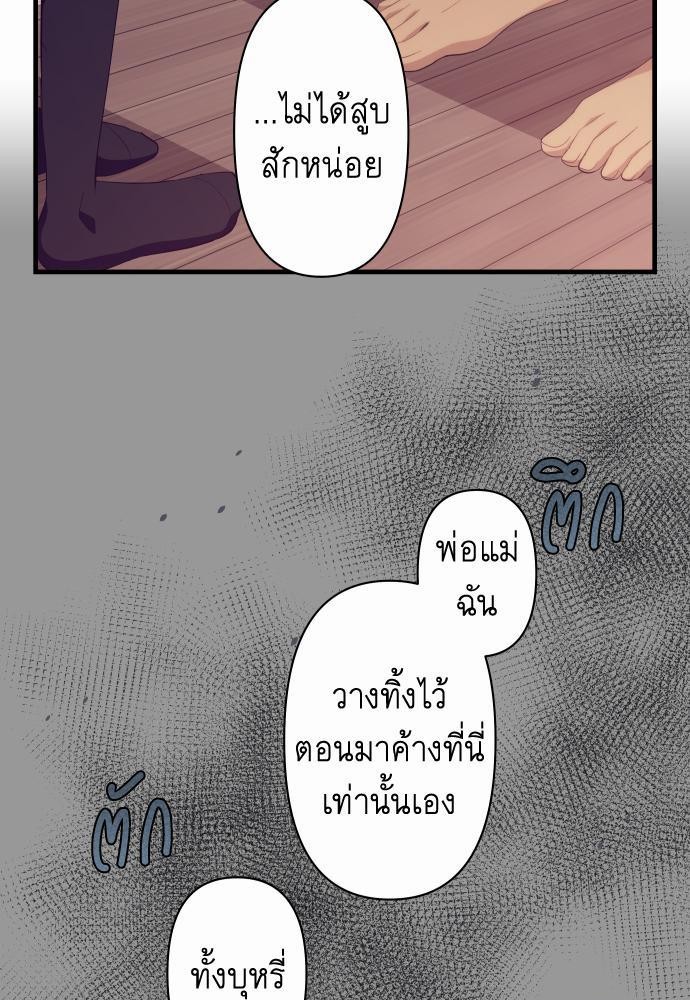 ...ไม่ได้สูบ
สักหน่อย
ตึก
พ่อแม่
ฉัน
วางทิ้งไว้
ตอนมาค้างที่นี่
เท่านั้นเอง
ตัก
ทั้งบุหรี่